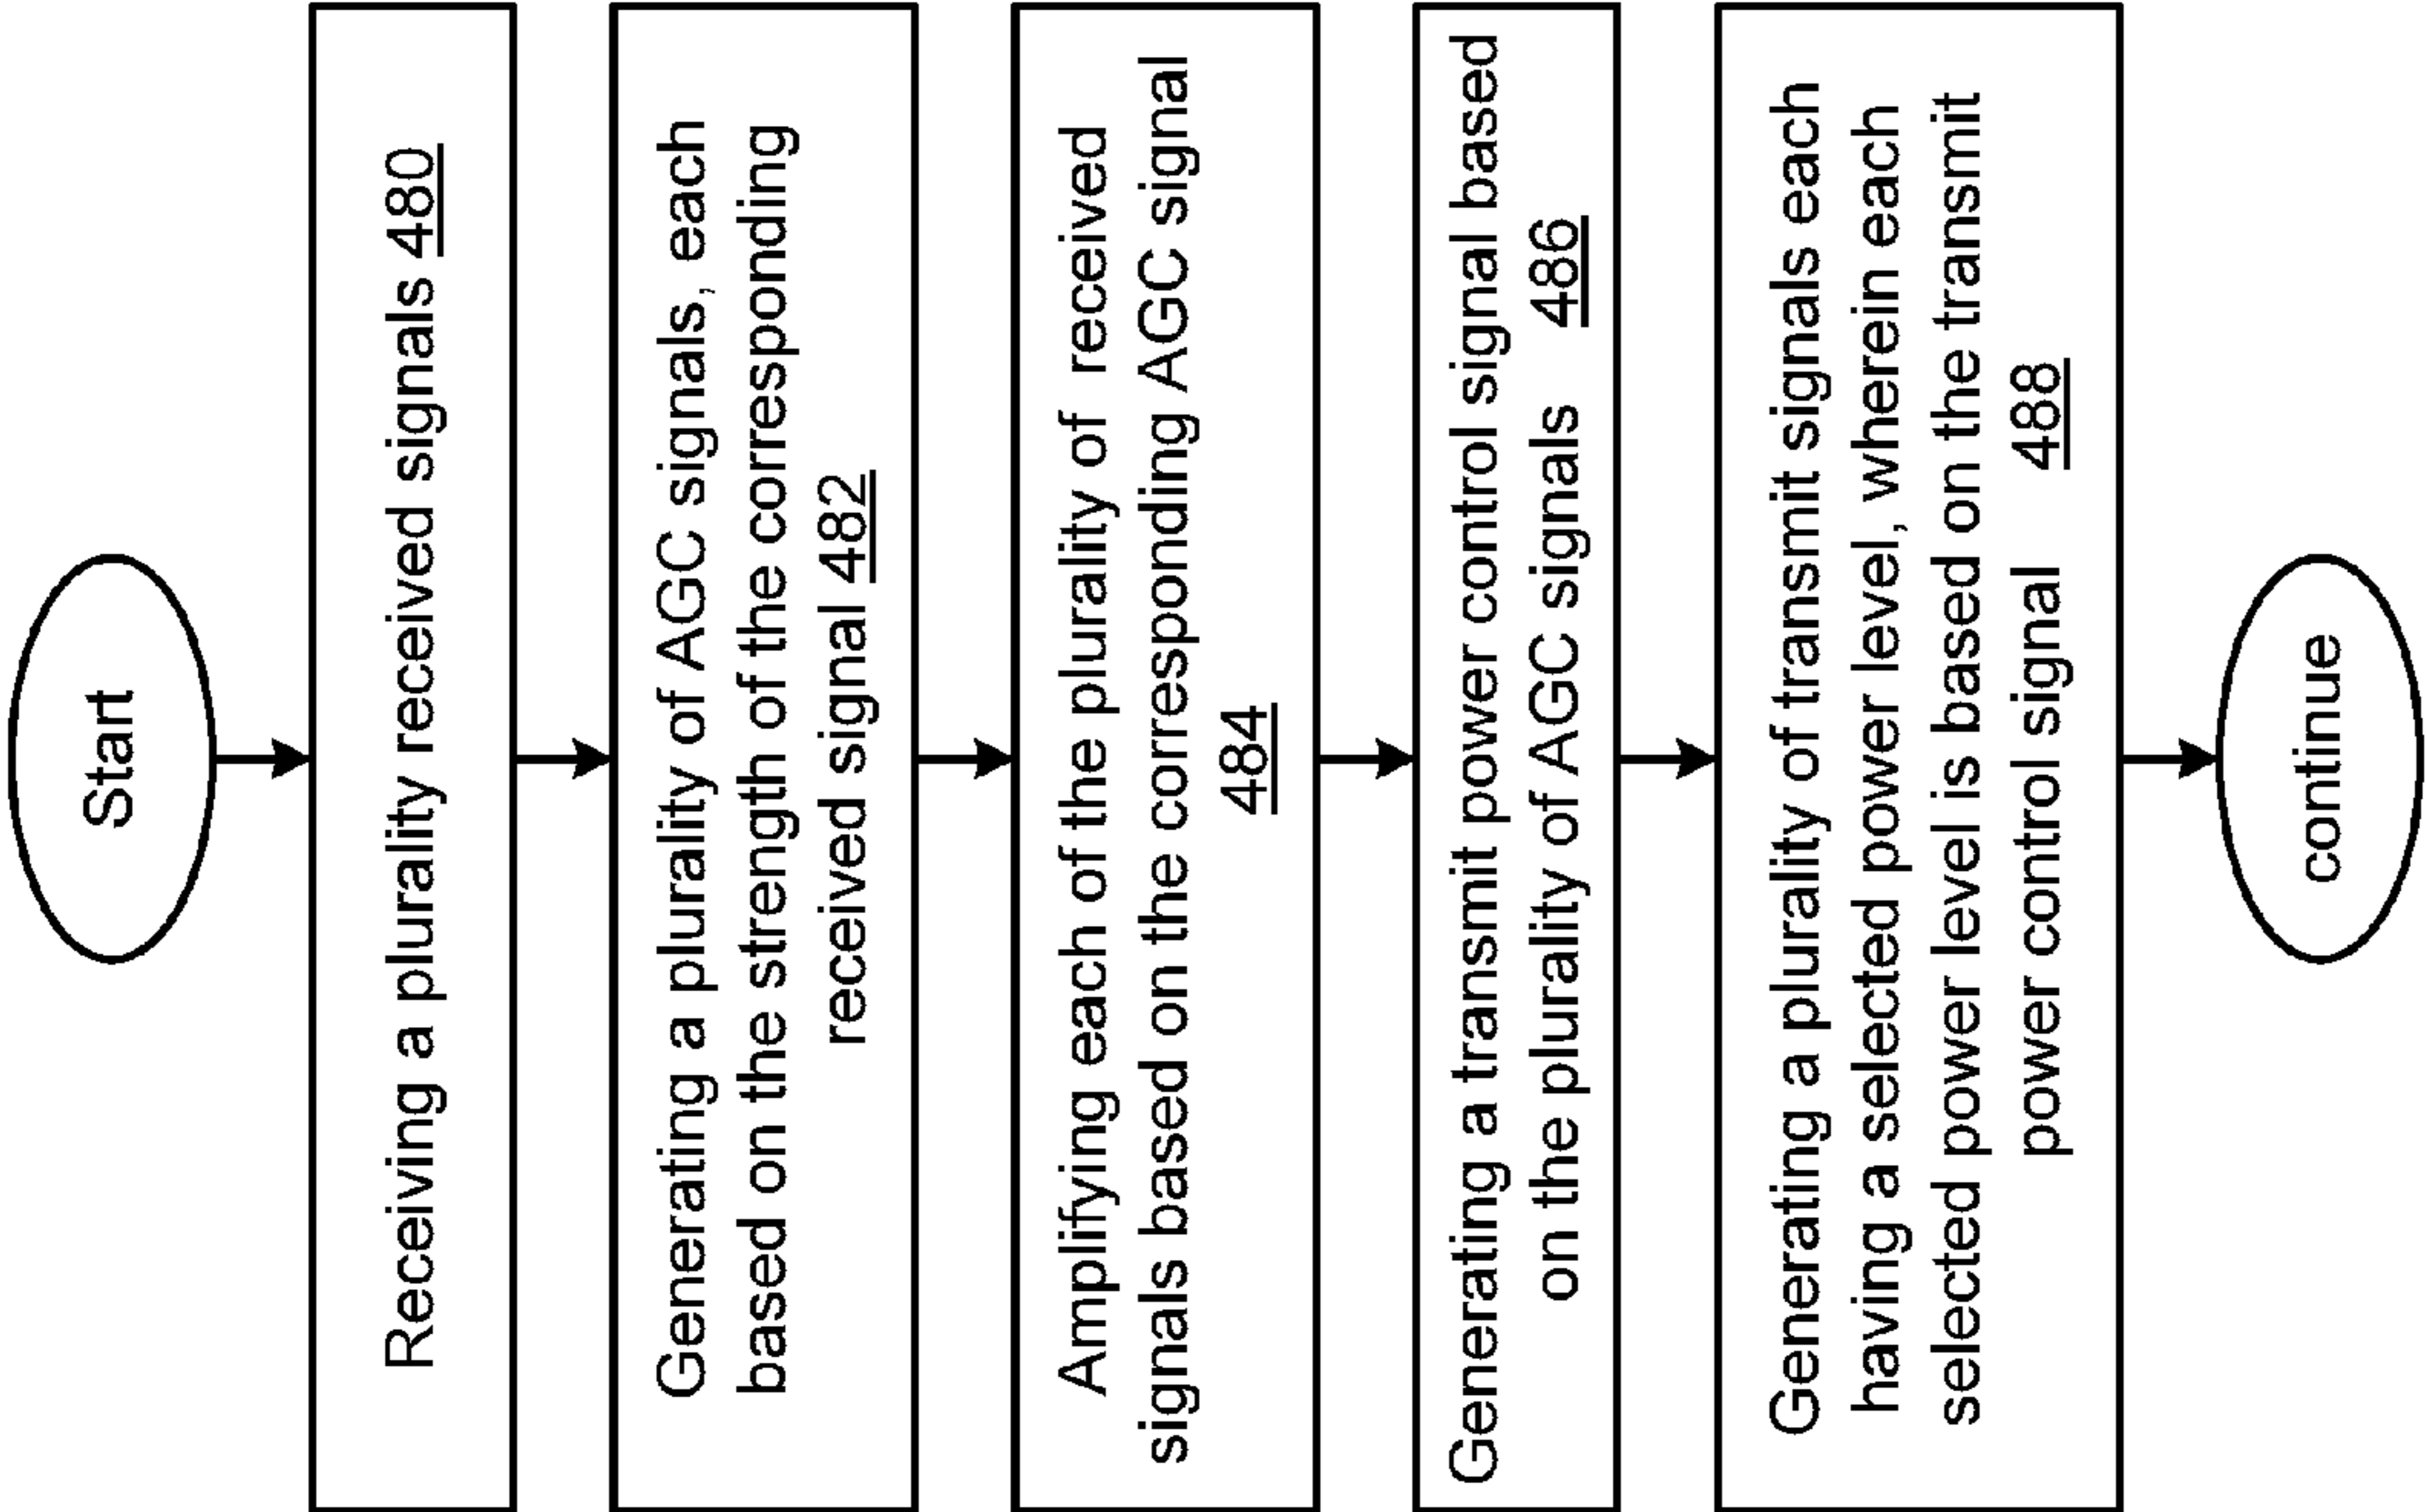 Start
Receiving a plurality received signals 480
Generating a plurality of AGC signals, each
based on the strength of the corresponding
received signal 482
Amplifying each of the plurality of received
signals based on the corresponding AGC signal
484
Generating a transmit power control signal based
on the plurality of AGC signals 486
Generating a plurality of transmit signals each
having a selected power level, wherein each
selected power level is based on the transmit
power control signal 488
continue